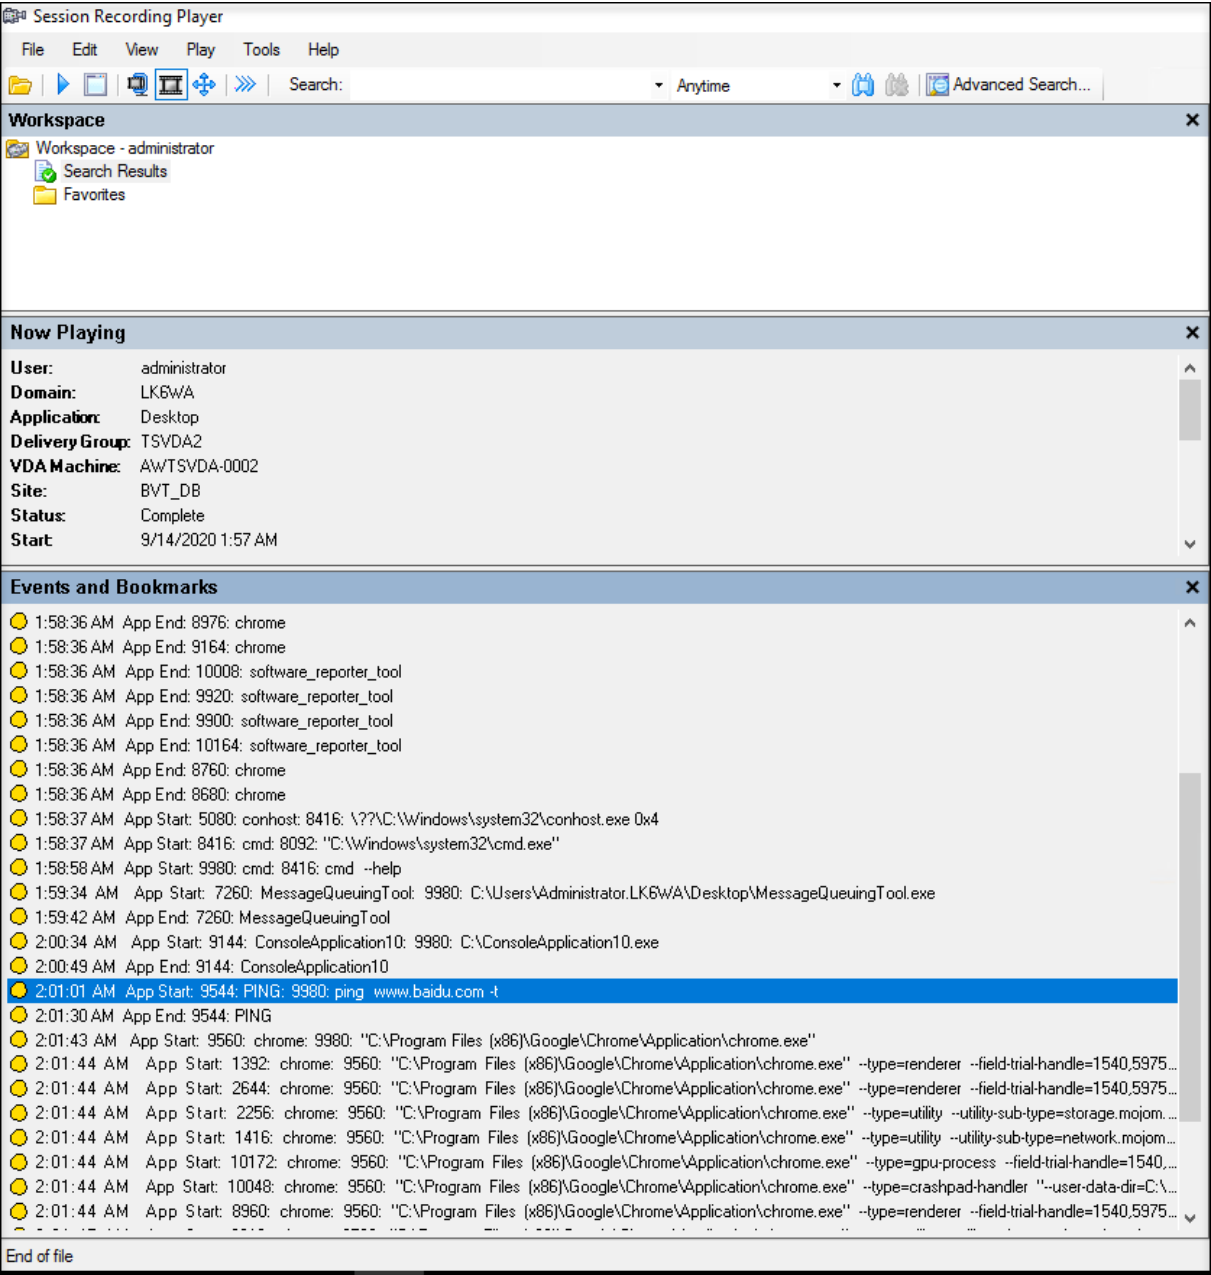 Session Recording Player
File Edit View Play Tools Help
Search: Anytime Advanced Search...
Workspace
Workspace - administrator
Search Results
Favorites
Now Playing
User: administrator
Domain: LK6WA
Application: Desktop
Delivery Group: TSVDA2
VDA Machine: AWTSVDA-0002
Site: BVT_DB
Status: Complete
Start: 9/14/2020 1:57 AM
Events and Bookmarks
1:58:36 AM App End: 8976: chrome
1:58:36 AM App End: 9164: chrome
1:58:36 AM App End: 10008: software_reporter_tool
1:58:36 AM App End: 9920: software_reporter_tool
1:58:36 AM App End: 9900: software_reporter_tool
1:58:36 AM App End: 10164: software_reporter_tool
1:58:36 AM App End: 8760: chrome
1:58:36 AM App End: 8680: chrome
1:58:37 AM App Start: 5080: conhost: 8416: \??\C:\Windows\system32\conhost.exe 0x4
1:58:37 AM App Start: 8416: cmd: 8092: "C:\Windows\system32\cmd.exe"
1:58:58 AM App Start: 9980: cmd: 8416: cmd --help
1:59:34 AM App Start: 7260: MessageQueuingTool: 9980: C:\Users\Administrator.LK6WA\Desktop\MessageQueuingTool.exe
1:59:42 AM App End: 7260: MessageQueuingTool
2:00:34 AM App Start: 9144: ConsoleApplication10: 9980: C:\ConsoleApplication10.exe
2:00:49 AM App End: 9144: ConsoleApplication10
2:01:01 AM App Start: 9544: PING: 9980: ping www.baidu.com -t
2:01:30 AM App End: 9544: PING
2:01:43 AM App Start: 9560: chrome: 9980: "C:\Program Files (x86)\Google\Chrome\Application\chrome.exe"
2:01:44 AM App Start: 1392: chrome: 9560: "C:\Program Files (x86)\Google\Chrome\Application\chrome.exe" --type=renderer --field-trial-handle=1540,5975...
2:01:44 AM App Start: 2644: chrome: 9560: "C:\Program Files (x86)\Google\Chrome\Application\chrome.exe" --type=renderer --field-trial-handle=1540,5975...
2:01:44 AM App Start: 2256: chrome: 9560: "C:\Program Files (x86)\Google\Chrome\Application\chrome.exe" --type=utility --utility-sub-type=storage.mojom....
2:01:44 AM App Start: 1416: chrome: 9560: "C:\Program Files (x86)\Google\Chrome\Application\chrome.exe" --type=utility --utility-sub-type=network.mojom...
2:01:44 AM App Start: 10172: chrome: 9560: "C:\Program Files (x86)\Google\Chrome\Application\chrome.exe" --type=gpu-process --field-trial-handle=1540,...
2:01:44 AM App Start: 10048: chrome: 9560: "C:\Program Files (x86)\Google\Chrome\Application\chrome.exe" --type=crashpad-handler "--user-data-dir=C:\...
2:01:44 AM App Start: 8960: chrome: 9560: "C:\Program Files (x86)\Google\Chrome\Application\chrome.exe" --type=renderer --field-trial-handle=1540,5975...
End of file